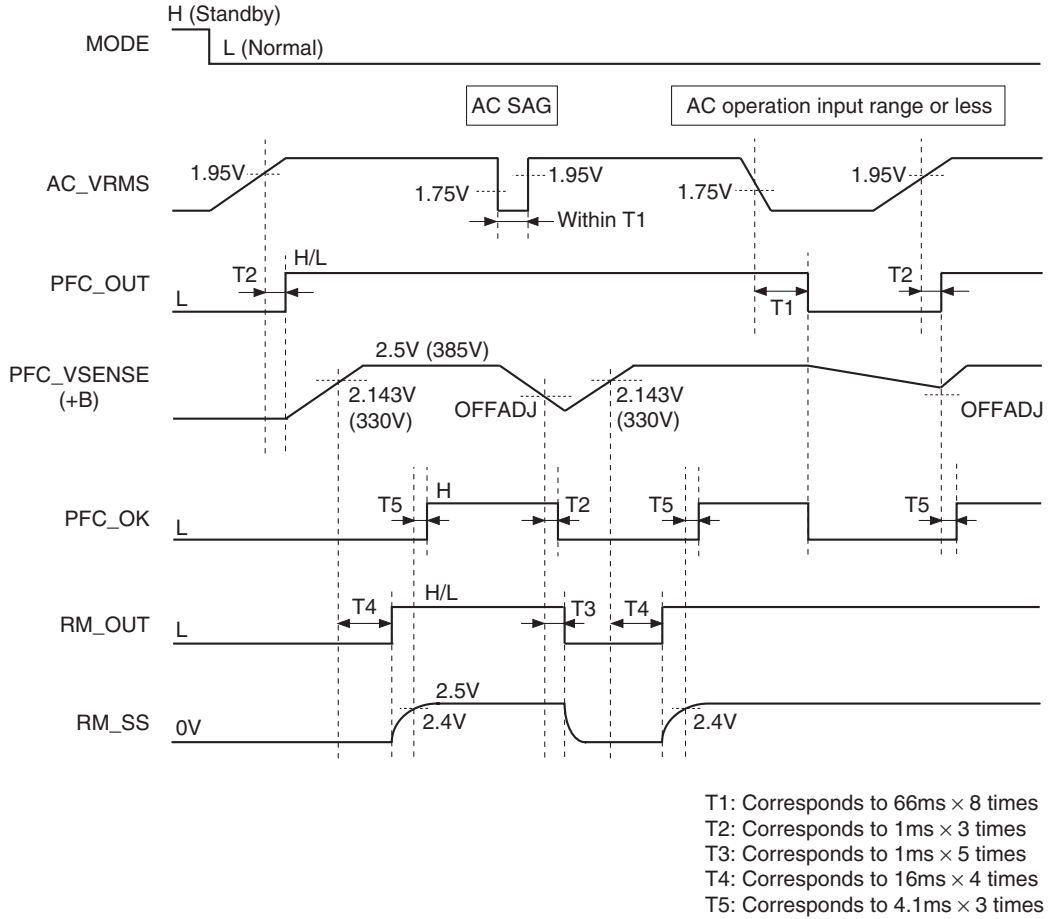 H (Standby)
MODE
L (Normal)
AC SAG
AC operation input range or less
AC_VRMS
1.95V
1.75V
1.95V
1.75V
1.95V
Within T1
PFC_OUT
L
T2
H/L
T1
T2
PFC_VSENSE
(+B)
2.5V (385V)
2.143V
(330V)
OFFADJ
2.143V
(330V)
OFFADJ
PFC_OK
L
T5
H
T2
T5
T5
RM_OUT
L
T4
H/L
T3
T4
RM_SS
0V
2.5V
2.4V
2.4V
T1: Corresponds to 66ms × 8 times
T2: Corresponds to 1ms × 3 times
T3: Corresponds to 1ms × 5 times
T4: Corresponds to 16ms × 4 times
T5: Corresponds to 4.1ms × 3 times